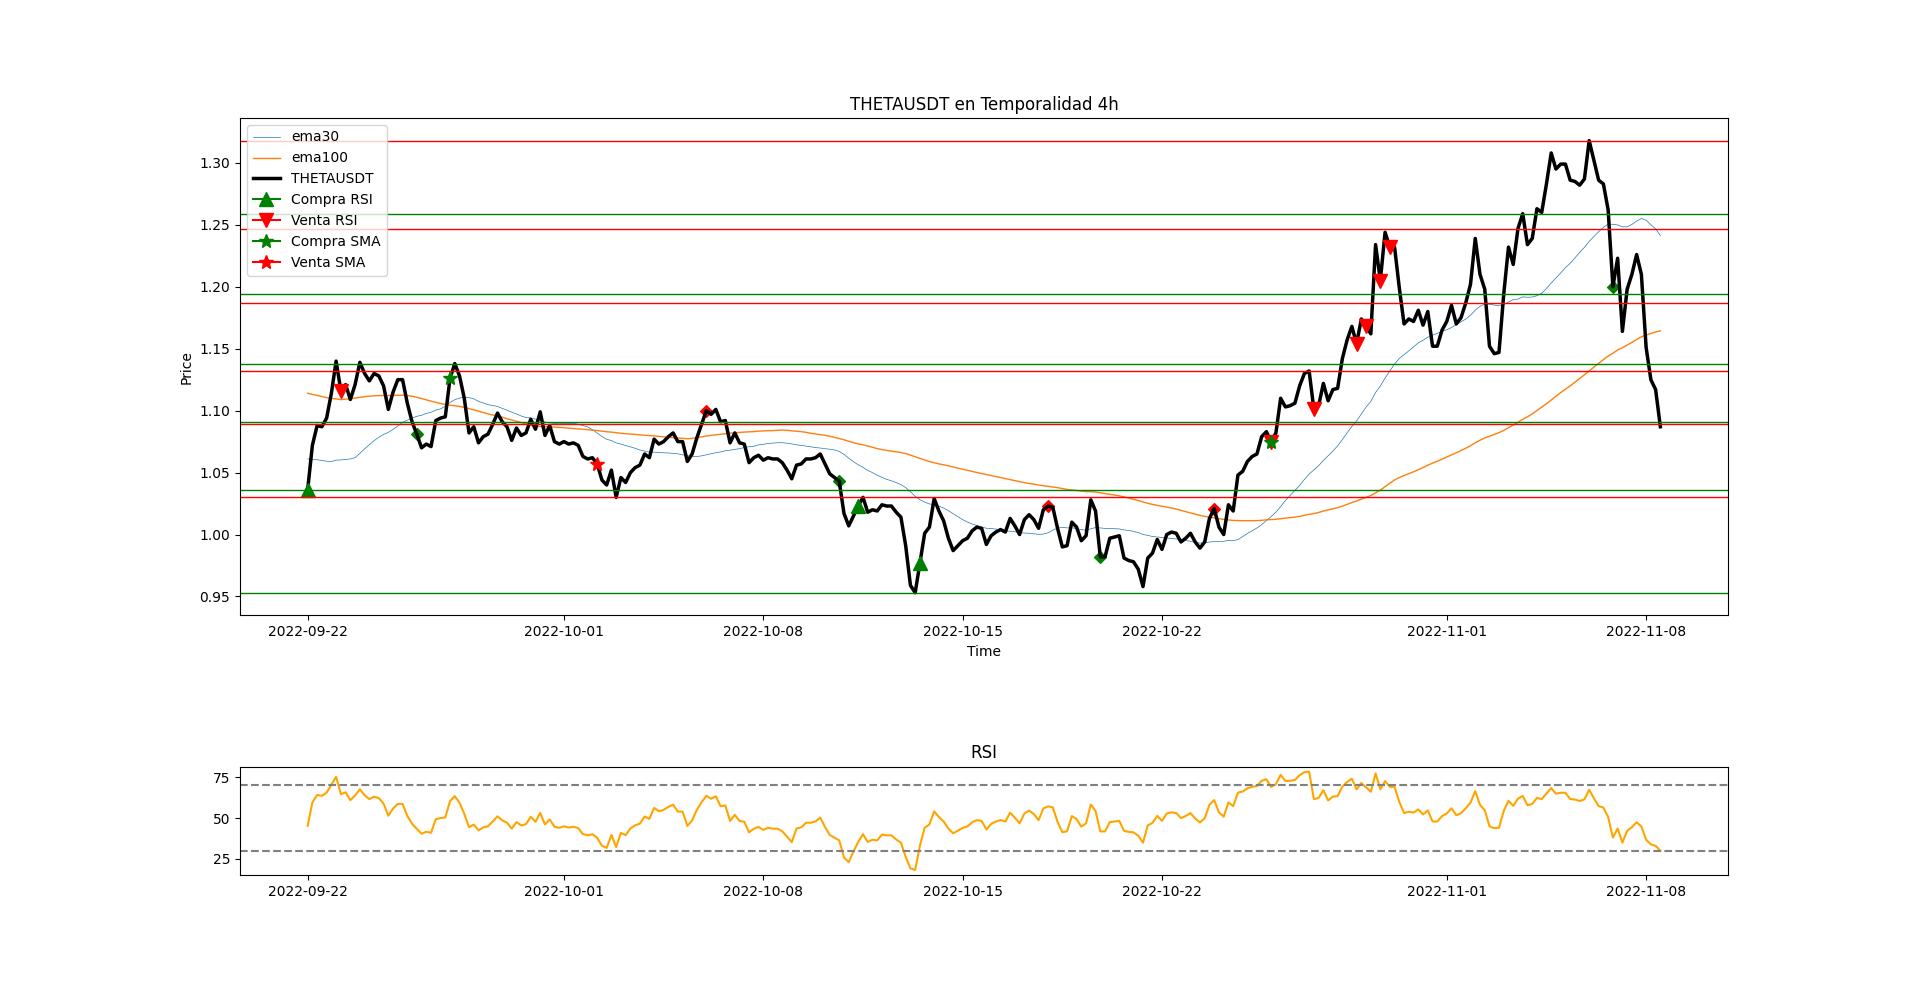 THETAUSDT en Temporalidad 4h
ema30
ema100
THETAUSDT
Compra RSI
Venta RSI
Compra SMA
Venta SMA
Price
1.30
1.25
1.20
1.15
1.10
1.05
1.00
0.95
2022-09-22 2022-10-01 2022-10-08 2022-10-15 2022-10-22 2022-11-01 2022-11-08
Time
RSI
75
50
25
2022-09-22 2022-10-01 2022-10-08 2022-10-15 2022-10-22 2022-11-01 2022-11-08